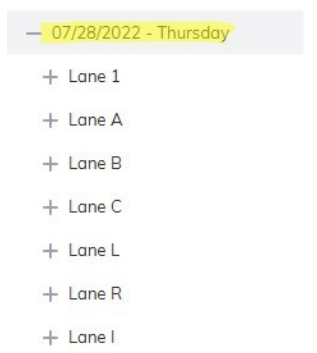 07/28/2022 - Thursday
Lane 1
Lane A
Lane B
Lane C
Lane L
Lane R
Lane I